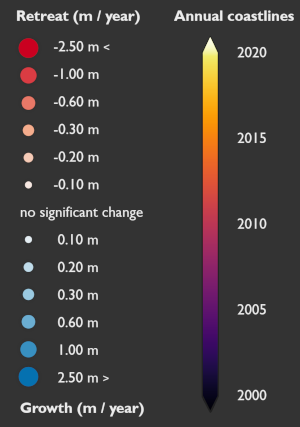 Retreat (m / year)
-2.50 m <
-1.00 m
-0.60 m
-0.30 m
-0.20 m
-0.10 m
no significant change
0.10 m
0.20 m
0.30 m
0.60 m
1.00 m
2.50 m >
Growth (m / year)
Annual coastlines
2020
2015
2010
2005
2000